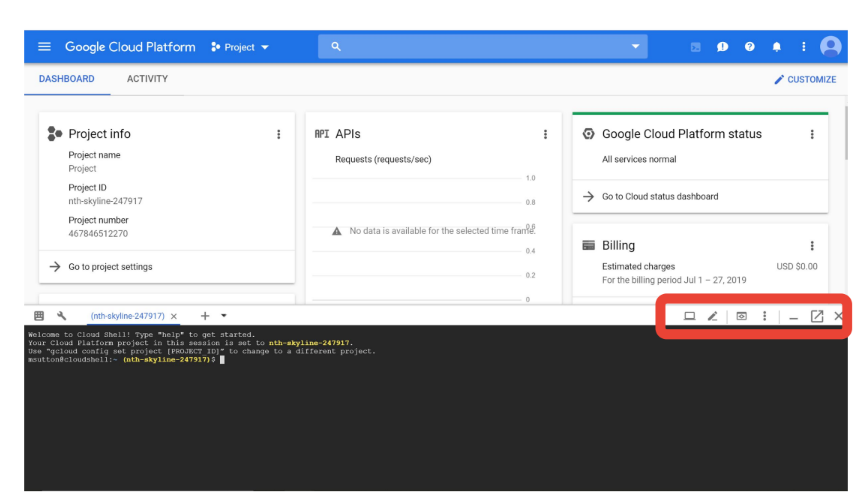 Google Cloud Platform Project
DASHBOARD ACTIVITY CUSTOMIZE
Project info
Project name
Project
Project ID
nth-skyline-247917
Project number
467846512270
Go to project settings
API APIs
Requests (requests/sec)
1.0
0.8
0.6
No data is available for the selected time frame.
0.4
0.2
0
Google Cloud Platform status
All services normal
Go to Cloud status dashboard
Billing
Estimated charges USD $0.00
For the billing period Jul 1 – 27, 2019
(nth-skyline-247917)
Welcome to Cloud Shell! Type "help" to get started.
Your Cloud Platform project in this session is set to nth-skyline-247917.
Use "gcloud config set project [PROJECT_ID]" to change to a different project.
msutton@cloudshell:~ (nth-skyline-247917)$